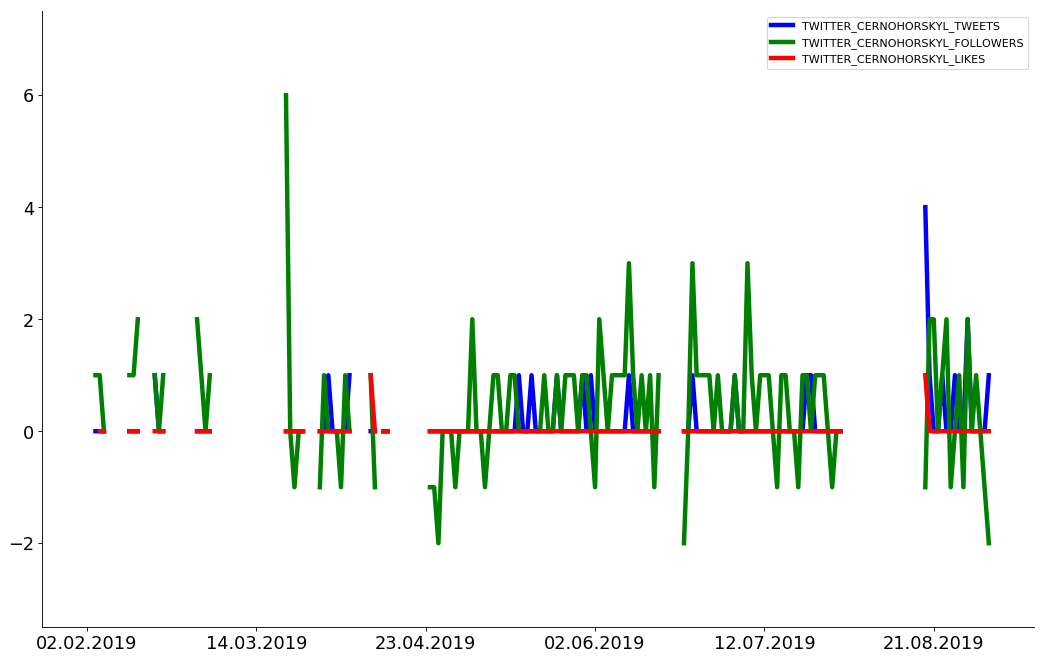 TWITTER_CERNOHORSKYL_TWEETS
TWITTER_CERNOHORSKYL_FOLLOWERS
TWITTER_CERNOHORSKYL_LIKES
6
4
2
0
−2
02.02.2019 14.03.2019 23.04.2019 02.06.2019 12.07.2019 21.08.2019